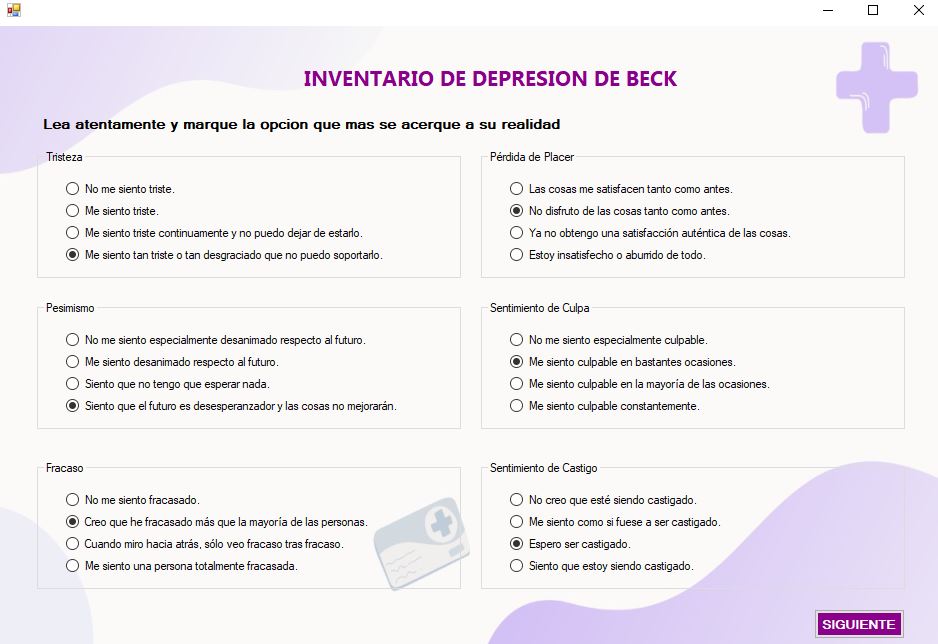 INVENTARIO DE DEPRESION DE BECK
Lea atentamente y marque la opcion que mas se acerque a su realidad
Tristeza
No me siento triste.
Me siento triste.
Me siento triste continuamente y no puedo dejar de estarlo.
Me siento tan triste o tan desgraciado que no puedo soportarlo.
Pérdida de Placer
Las cosas me satisfacen tanto como antes.
No disfruto de las cosas tanto como antes.
Ya no obtengo una satisfacción auténtica de las cosas.
Estoy insatisfecho o aburrido de todo.
Pesimismo
No me siento especialmente desanimado respecto al futuro.
Me siento desanimado respecto al futuro.
Siento que no tengo que esperar nada.
Siento que el futuro es desesperanzador y las cosas no mejorarán.
Sentimiento de Culpa
No me siento especialmente culpable.
Me siento culpable en bastantes ocasiones.
Me siento culpable en la mayoría de las ocasiones.
Me siento culpable constantemente.
Fracaso
No me siento fracasado.
Creo que he fracasado más que la mayoría de las personas.
Cuando miro hacia atrás, sólo veo fracaso tras fracaso.
Me siento una persona totalmente fracasada.
Sentimiento de Castigo
No creo que esté siendo castigado.
Me siento como si fuese a ser castigado.
Espero ser castigado.
Siento que estoy siendo castigado.
SIGUIENTE